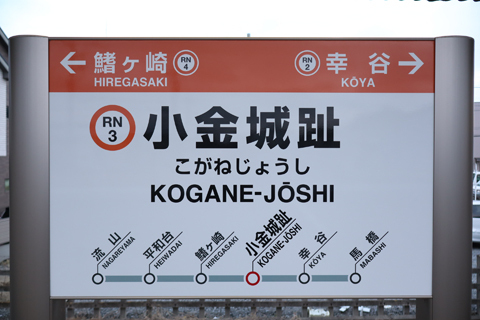 ← 鰭ヶ崎 RN 4
HIREGASAKI
RN 2 幸谷 →
KŌYA
RN 3 小金城趾
こがねじょうし
KOGANE-JŌSHI
流山
NAGAREYAMA
平和台
HEIWADAI
鰭ヶ崎
HIREGASAKI
小金城趾
KOGANE-JŌSHI
幸谷
KŌYA
馬橋
MABASHI